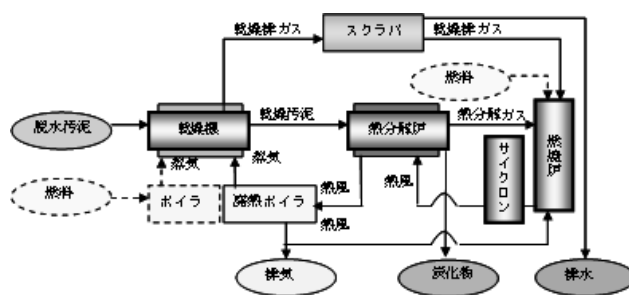 乾燥排ガス
スクラバ
乾燥排ガス
燃料
脱水汚泥
乾燥機
乾燥汚泥
熱分解炉
熱分解ガス
燃焼炉
蒸気
蒸気
サイクロン
燃料
ボイラ
廃熱ボイラ
熱風
熱風
熱風
排気
炭化物
排水